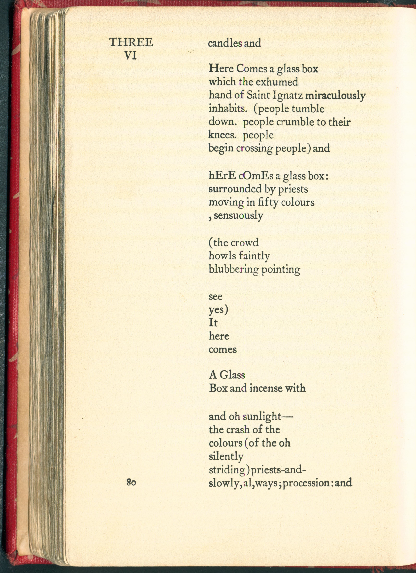 THREE
VI
candles and
Here Comes a glass box
which the exhumed
hand of Saint Ignatz miraculously
inhabits. (people tumble
down. people crumble to their
knees. people
begin crossing people) and
hErE cOmEs a glass box:
surrounded by priests
moving in fifty colours
, sensuously
(the crowd
howls faintly
blubbering pointing
see
yes)
It
here
comes
A Glass
Box and incense with
and oh sunlight—
the crash of the
colours (of the oh
silently
striding) priests-and-
slowly, al, ways; procession: and
80